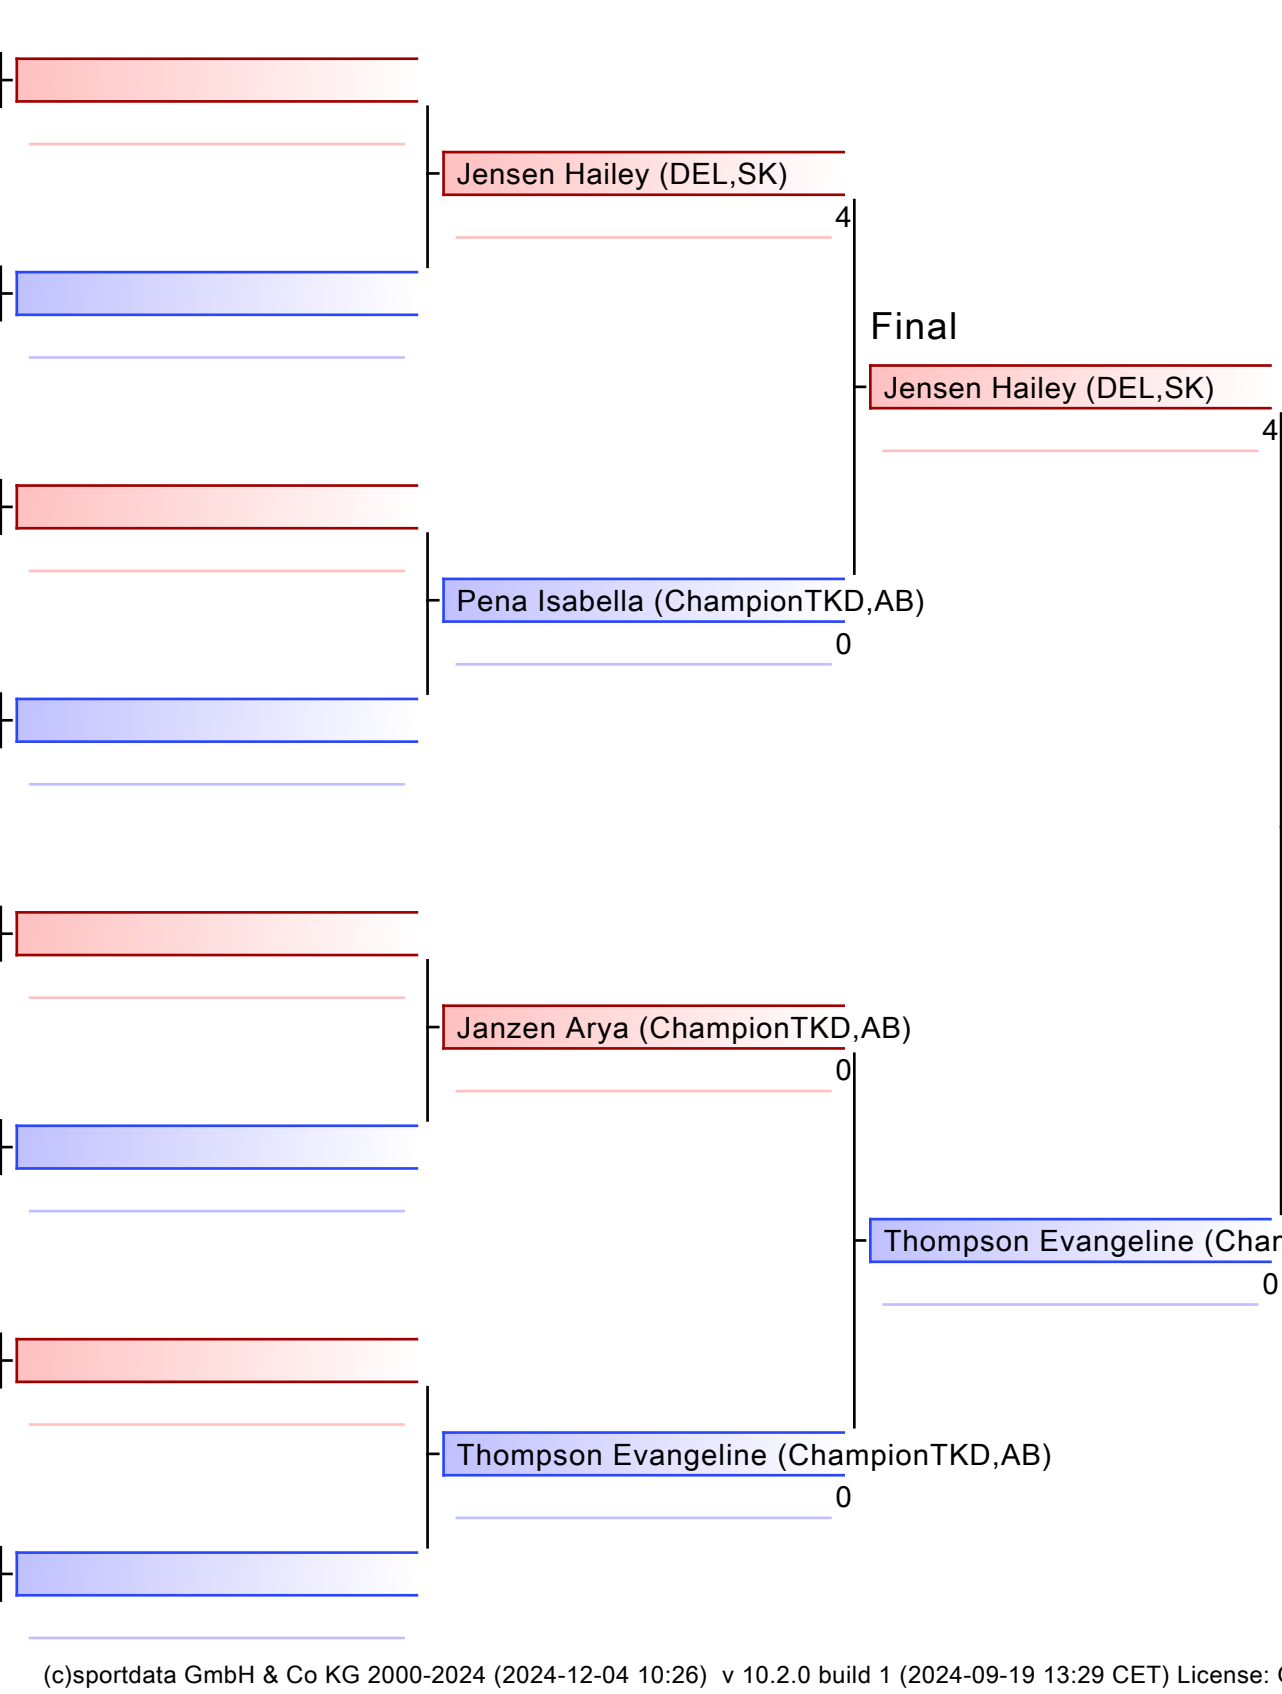 Jensen Hailey (DEL,SK)
4
Final
Jensen Hailey (DEL,SK)
4
Pena Isabella (ChampionTKD,AB)
0
Janzen Arya (ChampionTKD,AB)
0
Thompson Evangeline (Cham
0
Thompson Evangeline (ChampionTKD,AB)
0
(c)sportdata GmbH & Co KG 2000-2024 (2024-12-04 10:26) v 10.2.0 build 1 (2024-09-19 13:29 CET) License: